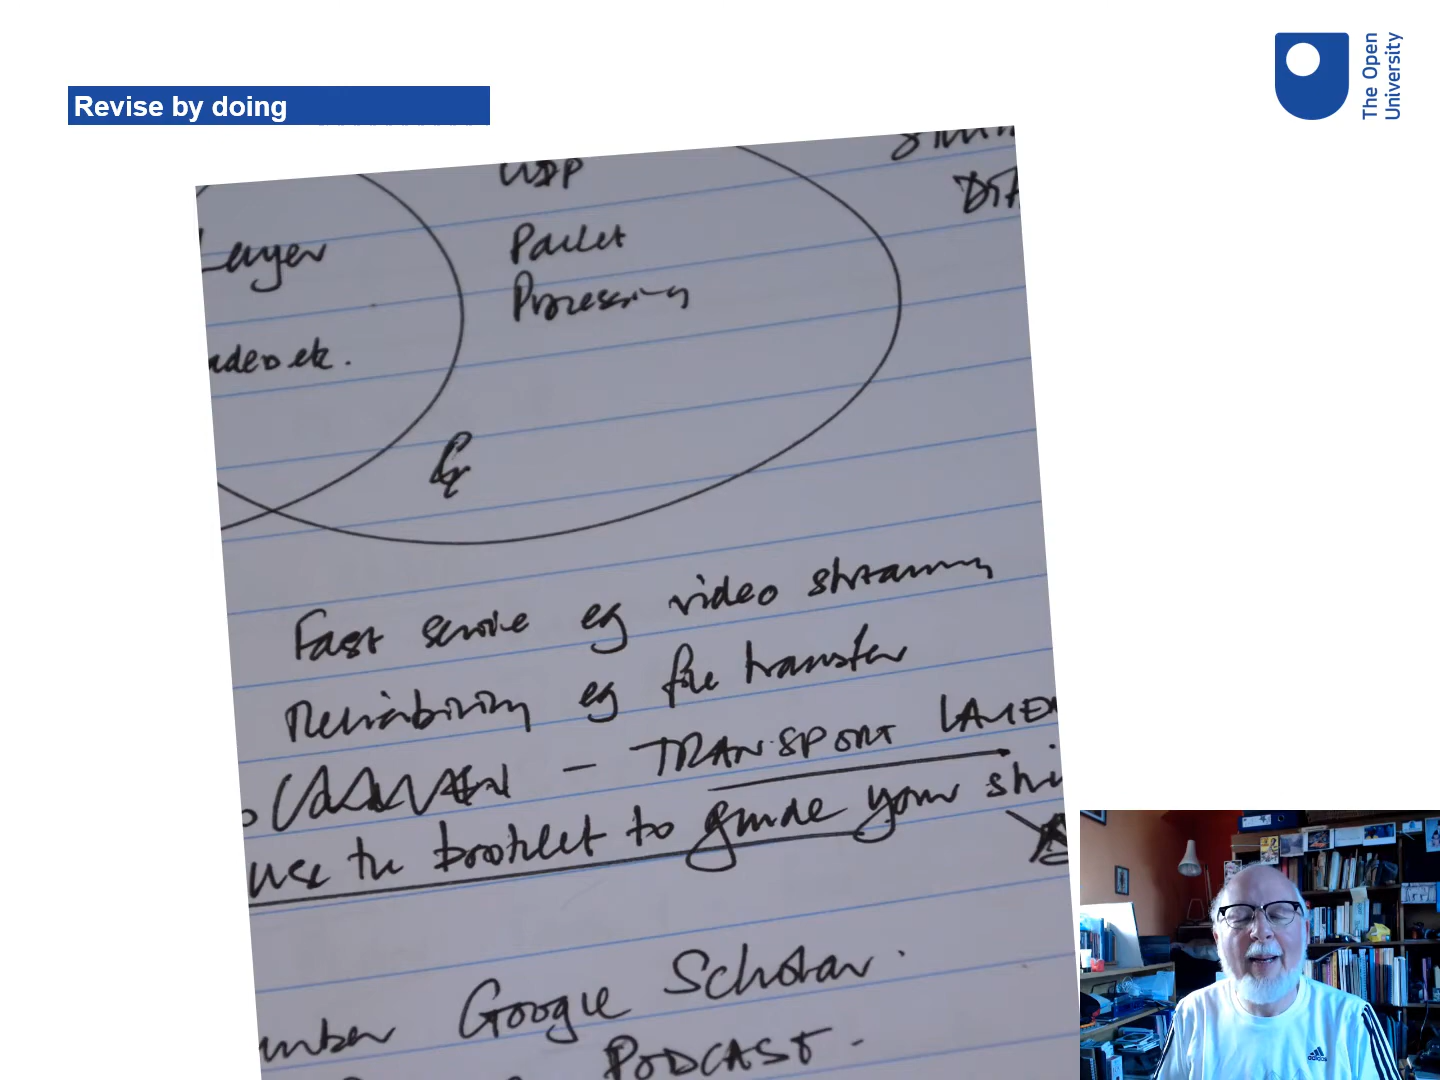 Revise by doing
The Open
University
UDP
Layer
Packet
Processing
etc.
Fast service eg video streaming
Reliability eg file transfer
– TRANSPORT LAYER
use the booklet to guide your
Google Scholar.
PODCAST.
adidas